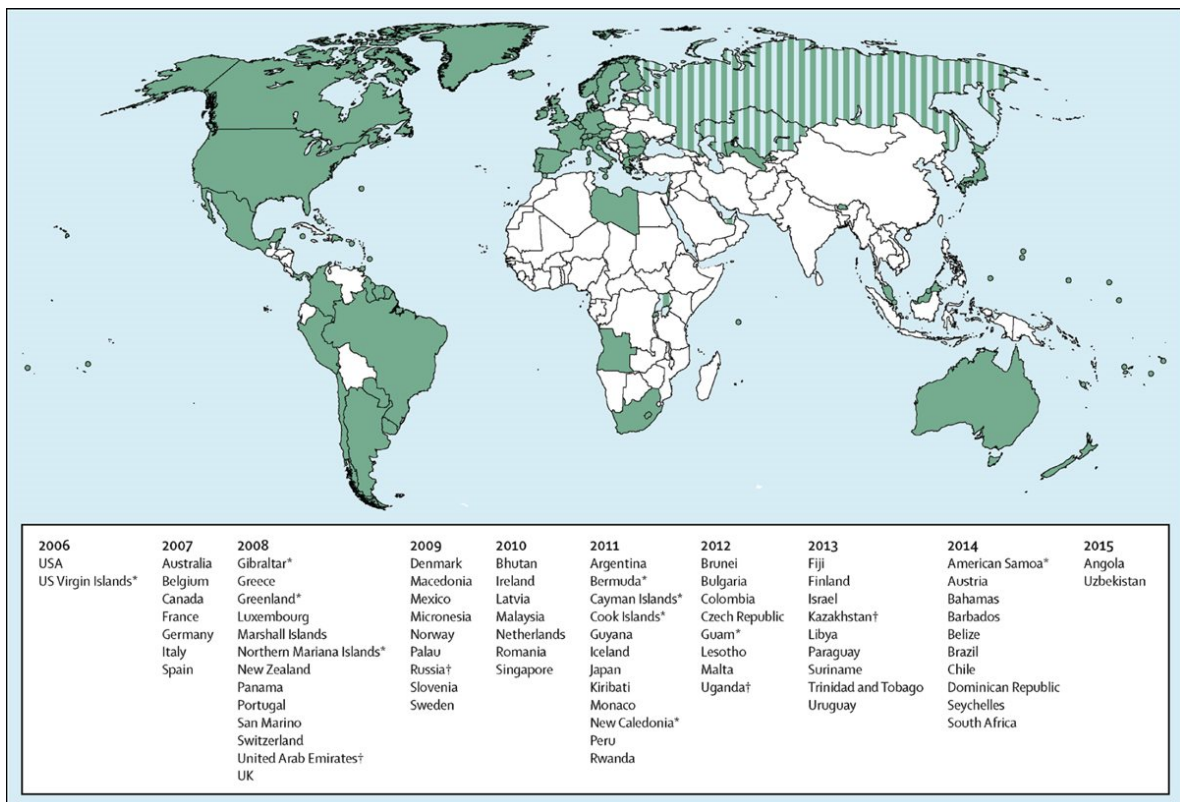 2006
USA
US Virgin Islands*
2007
Australia
Belgium
Canada
France
Germany
Italy
Spain
2008
Gibraltar*
Greece
Greenland*
Luxembourg
Marshall Islands
Northern Mariana Islands*
New Zealand
Panama
Portugal
San Marino
Switzerland
United Arab Emirates†
UK
2009
Denmark
Macedonia
Mexico
Micronesia
Norway
Palau
Russia†
Slovenia
Sweden
2010
Bhutan
Ireland
Latvia
Malaysia
Netherlands
Romania
Singapore
2011
Argentina
Bermuda*
Cayman Islands*
Cook Islands*
Guyana
Iceland
Japan
Kiribati
Monaco
New Caledonia*
Peru
Rwanda
2012
Brunei
Bulgaria
Colombia
Czech Republic
Guam*
Lesotho
Malta
Uganda†
2013
Fiji
Finland
Israel
Kazakhstan†
Libya
Paraguay
Suriname
Trinidad and Tobago
Uruguay
2014
American Samoa*
Austria
Bahamas
Barbados
Belize
Brazil
Chile
Dominican Republic
Seychelles
South Africa
2015
Angola
Uzbekistan